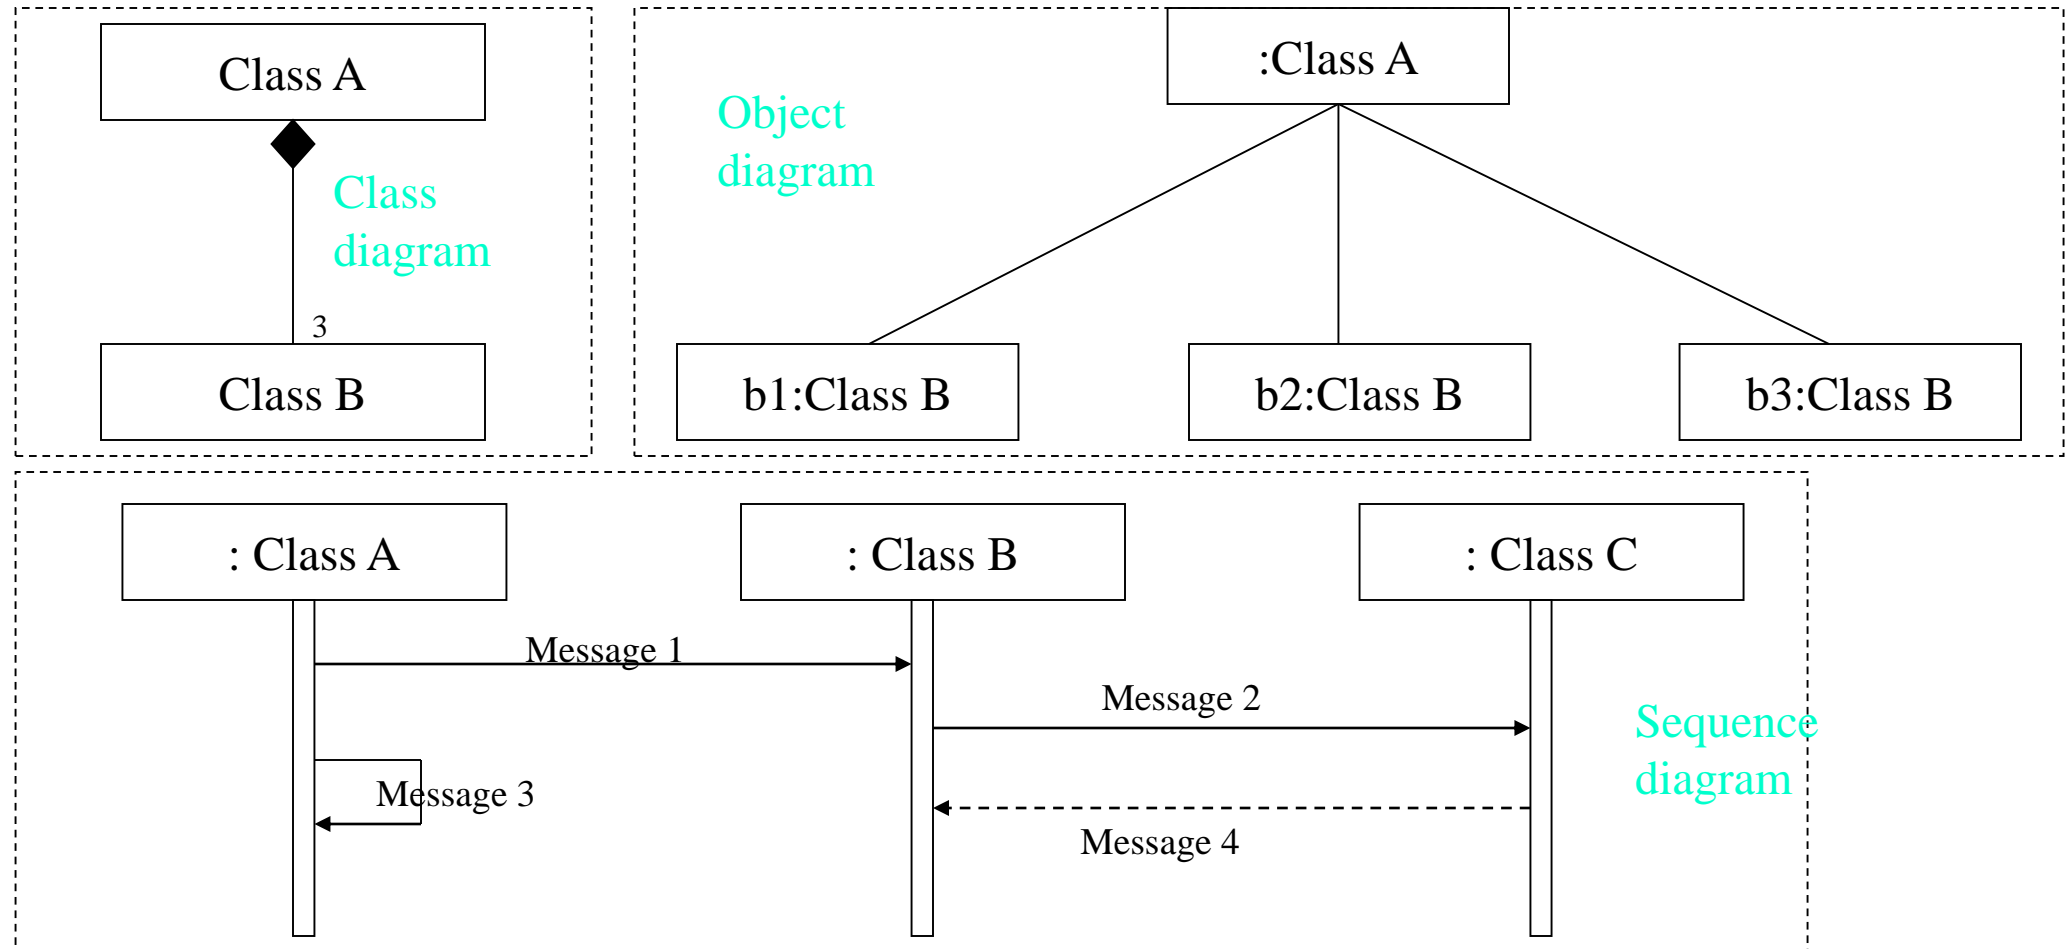 Class A
Class
diagram
3
Class B
:Class A
Object
diagram
b1:Class B
b2:Class B
b3:Class B
: Class A
: Class B
: Class C
Message 1
Message 2
Message 3
Message 4
Sequence
diagram